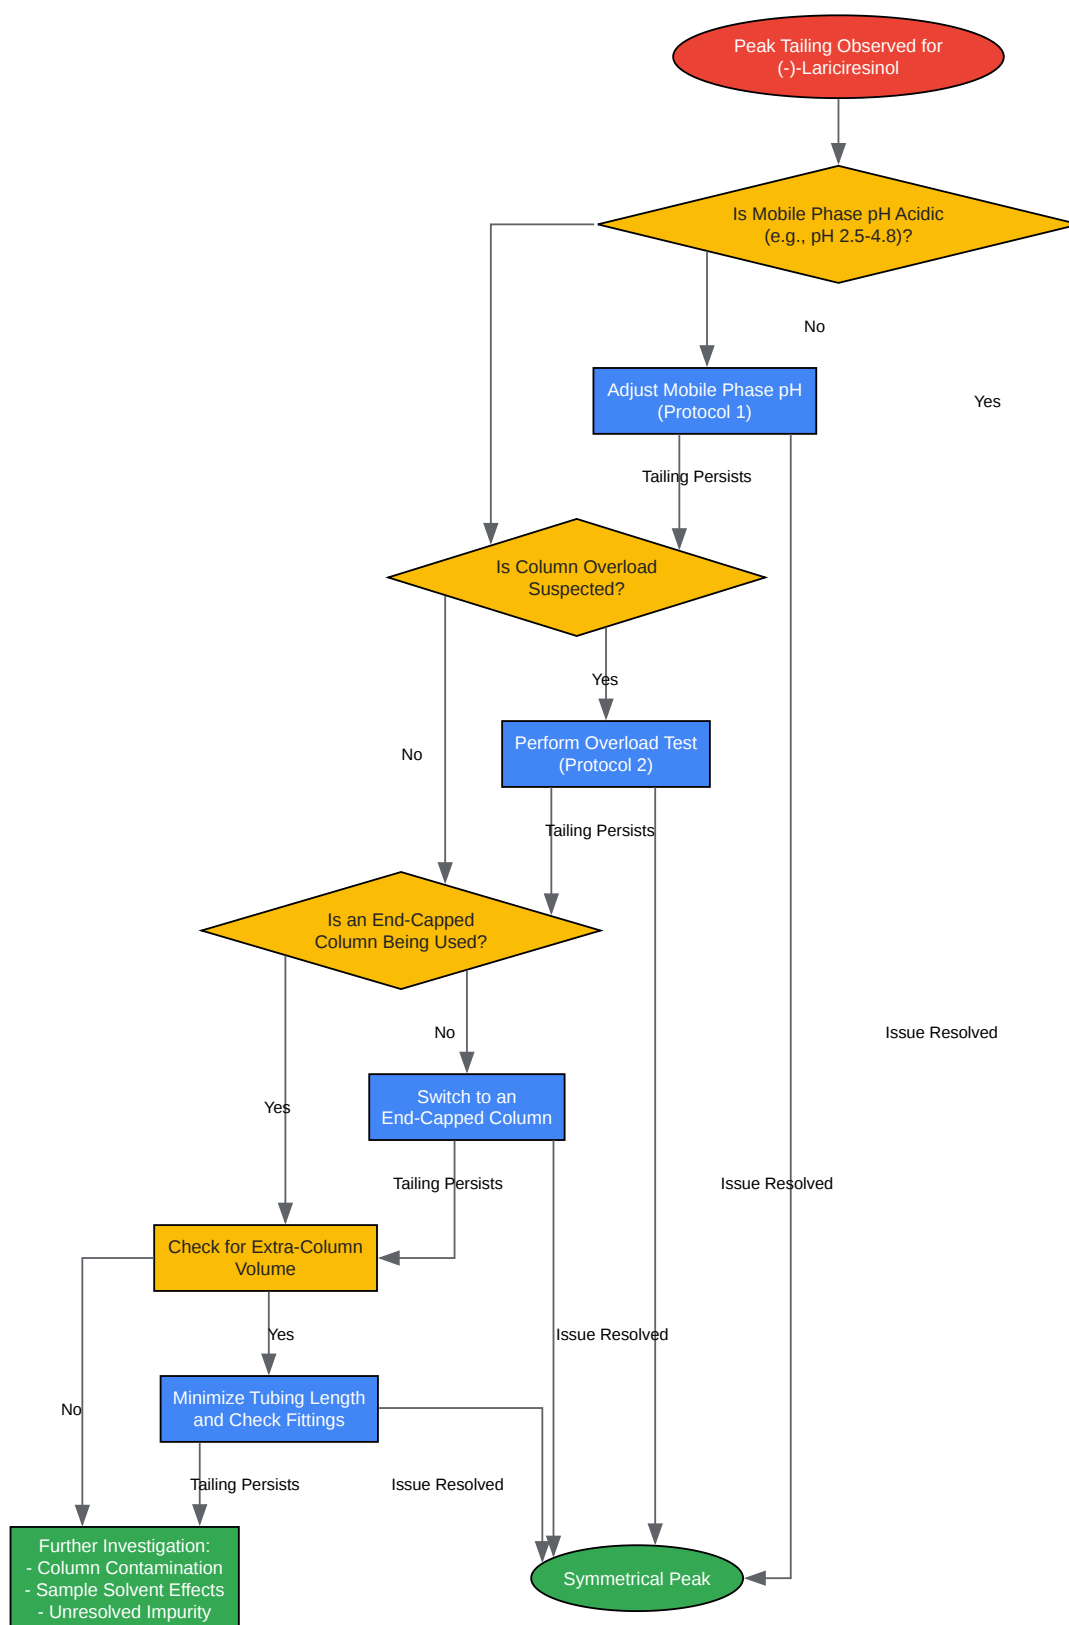 Peak Tailing Observed for
(-)-Lariciresinol
Is Mobile Phase pH Acidic
(e.g., pH 2.5-4.8)?
No
Adjust Mobile Phase pH
(Protocol 1)
Yes
Tailing Persists
Is Column Overload
Suspected?
Yes
Perform Overload Test
(Protocol 2)
No
Tailing Persists
Is an End-Capped
Column Being Used?
No
Issue Resolved
Switch to an
End-Capped Column
Yes
Tailing Persists
Issue Resolved
Check for Extra-Column
Volume
Yes
Issue Resolved
Minimize Tubing Length
and Check Fittings
No
Tailing Persists
Issue Resolved
Further Investigation:
- Column Contamination
- Sample Solvent Effects
- Unresolved Impurity
Symmetrical Peak